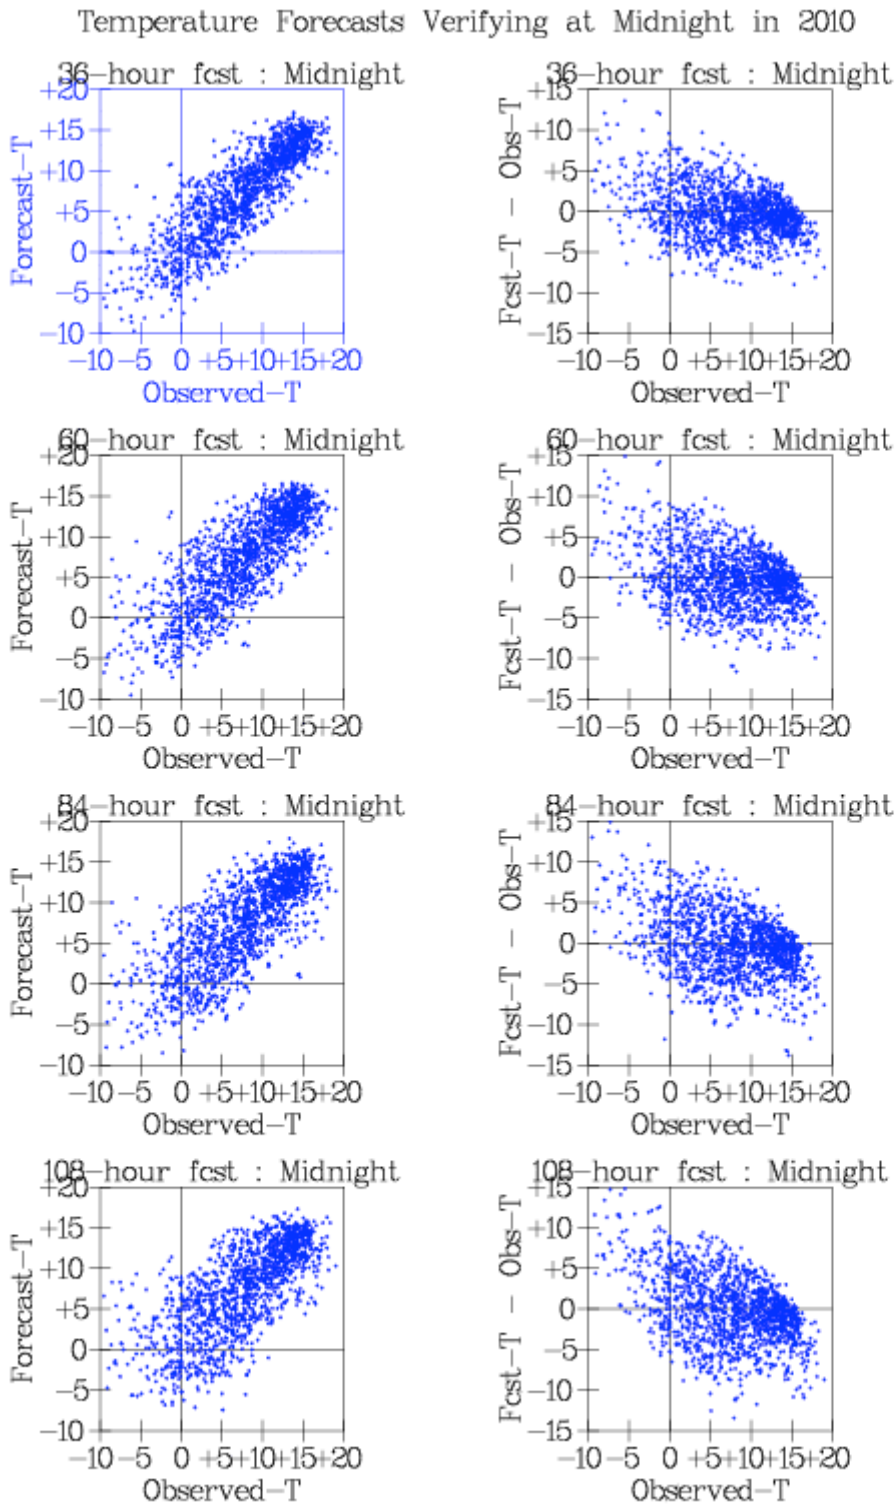 Temperature Forecasts Verifying at Midnight in 2010
36-hour fcst : Midnight
+20
+15
+10
+5
0
-5
-10
Forecast-T
-10 -5 0 +5 +10 +15 +20
Observed-T
36-hour fcst : Midnight
+15
+10
+5
0
-5
-10
-15
Fcst-T - Obs-T
-10 -5 0 +5 +10 +15 +20
Observed-T
60-hour fcst : Midnight
+20
+15
+10
+5
0
-5
-10
Forecast-T
-10 -5 0 +5 +10 +15 +20
Observed-T
60-hour fcst : Midnight
+15
+10
+5
0
-5
-10
-15
Fcst-T - Obs-T
-10 -5 0 +5 +10 +15 +20
Observed-T
84-hour fcst : Midnight
+20
+15
+10
+5
0
-5
-10
Forecast-T
-10 -5 0 +5 +10 +15 +20
Observed-T
84-hour fcst : Midnight
+15
+10
+5
0
-5
-10
-15
Fcst-T - Obs-T
-10 -5 0 +5 +10 +15 +20
Observed-T
108-hour fcst : Midnight
+20
+15
+10
+5
0
-5
-10
Forecast-T
-10 -5 0 +5 +10 +15 +20
Observed-T
108-hour fcst : Midnight
+15
+10
+5
0
-5
-10
-15
Fcst-T - Obs-T
-10 -5 0 +5 +10 +15 +20
Observed-T